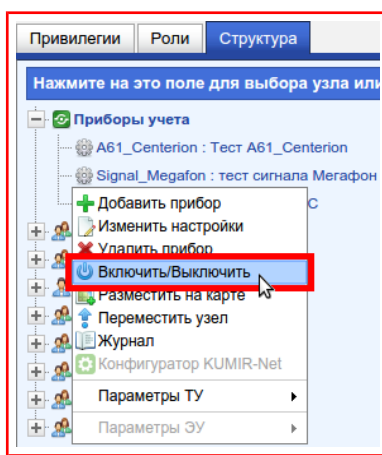 Привилегии Роли Структура
Нажмите на это поле для выбора узла или
Приборы учета
A61_Centerion : Тест A61_Centerion
Signal_Megafon : тест сигнала Мегафон
Добавить прибор С
Изменить настройки
Удалить прибор
Включить/Выключить
Разместить на карте
Переместить узел
Журнал
Конфигуратор KUMIR-Net
Параметры ТУ
Параметры ЭУ